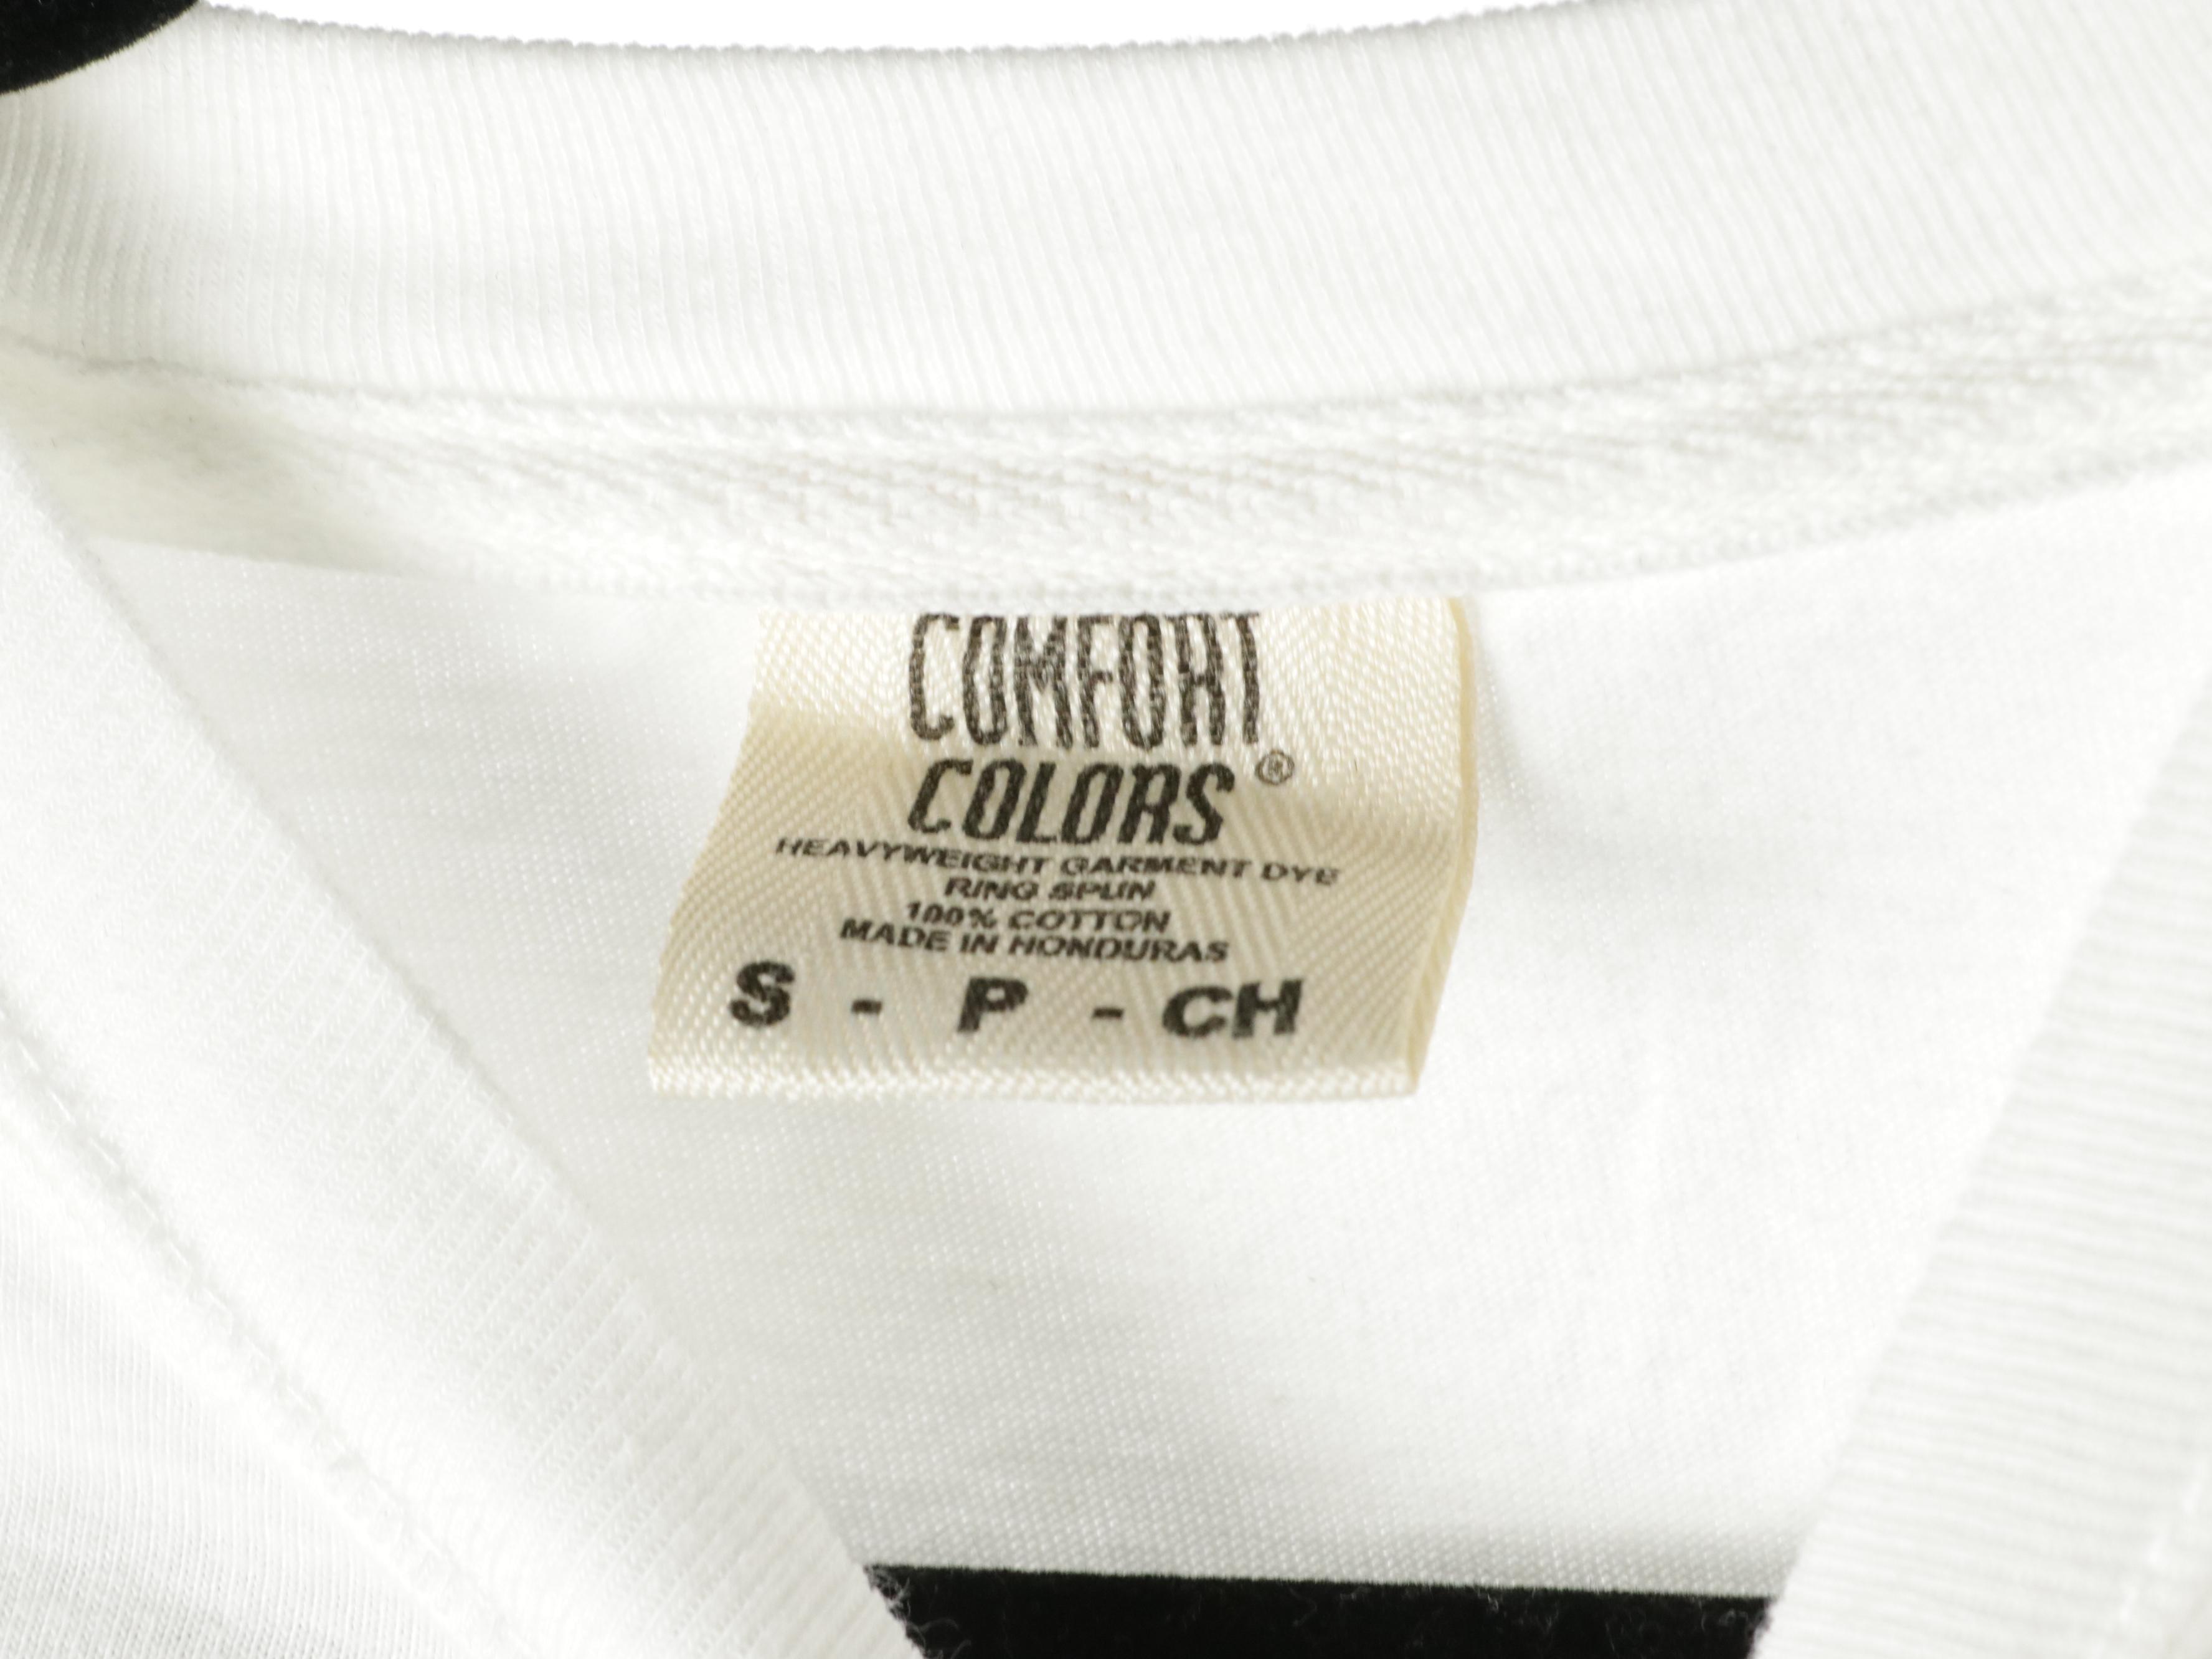 COMFORT
COLORS®
HEAVYWEIGHT GARMENT DYE
RING SPUN
100% COTTON
MADE IN HONDURAS
S - P - CH